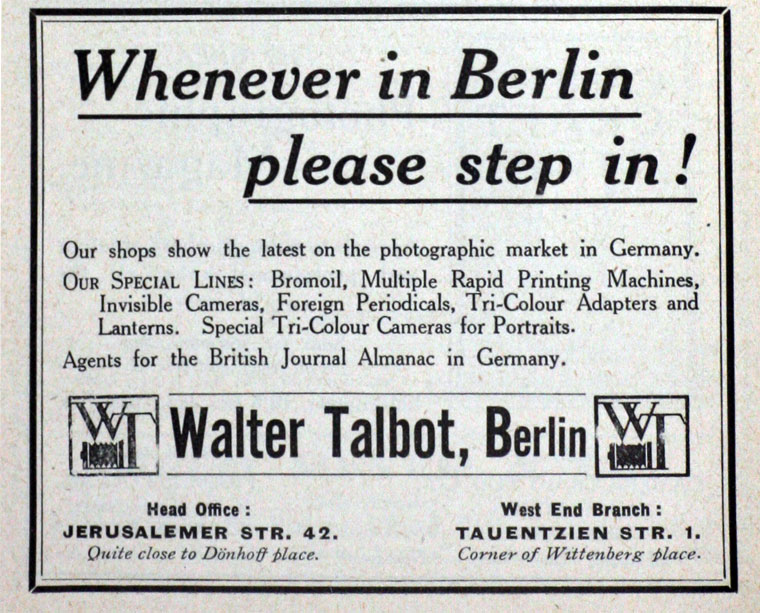 Whenever in Berlin
please step in!
Our shops show the latest on the photographic market in Germany.
OUR SPECIAL LINES: Bromoil, Multiple Rapid Printing Machines,
Invisible Cameras, Foreign Periodicals, Tri-Colour Adapters and
Lanterns. Special Tri-Colour Cameras for Portraits.
Agents for the British Journal Almanac in Germany.
WT
Walter Talbot, Berlin
WT
Head Office:
JERUSALEMER STR. 42.
Quite close to Dönhoff place.
West End Branch:
TAUENTZIEN STR. 1.
Corner of Wittenberg place.